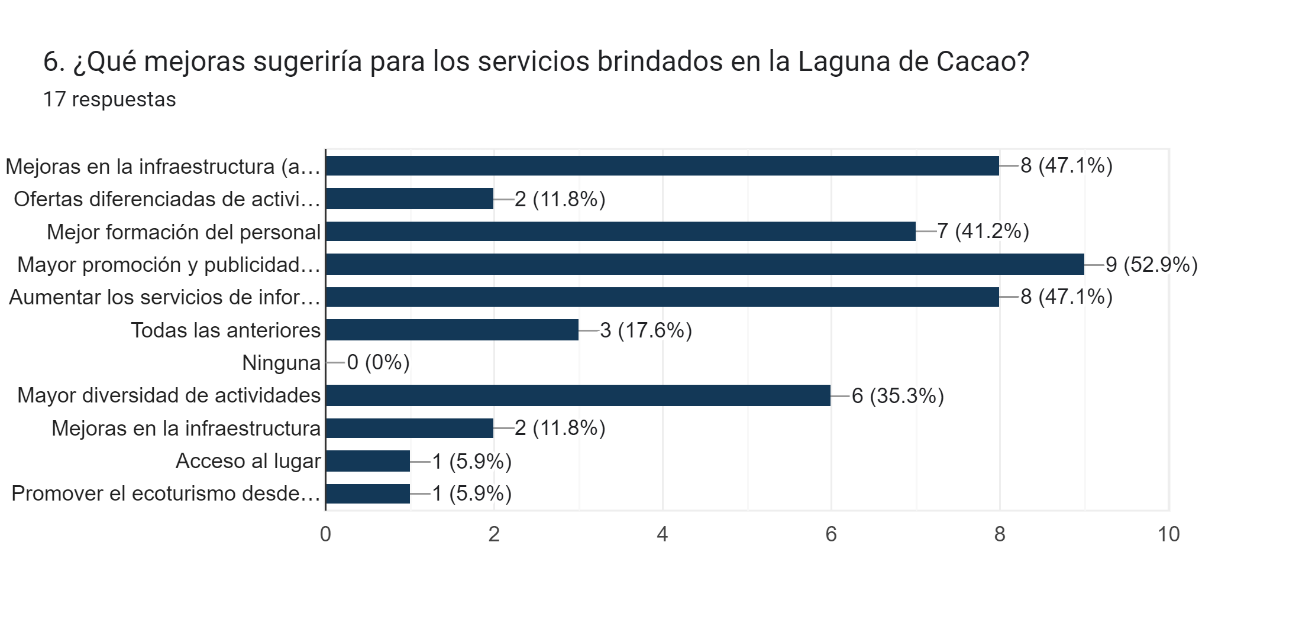 6. ¿Qué mejoras sugeriría para los servicios brindados en la Laguna de Cacao?
17 respuestas
Mejoras en la infraestructura (a… 8 (47.1%)
Ofertas diferenciadas de activi… 2 (11.8%)
Mejor formación del personal 7 (41.2%)
Mayor promoción y publicidad… 9 (52.9%)
Aumentar los servicios de infor… 8 (47.1%)
Todas las anteriores 3 (17.6%)
Ninguna 0 (0%)
Mayor diversidad de actividades 6 (35.3%)
Mejoras en la infraestructura 2 (11.8%)
Acceso al lugar 1 (5.9%)
Promover el ecoturismo desde… 1 (5.9%)
0 2 4 6 8 10